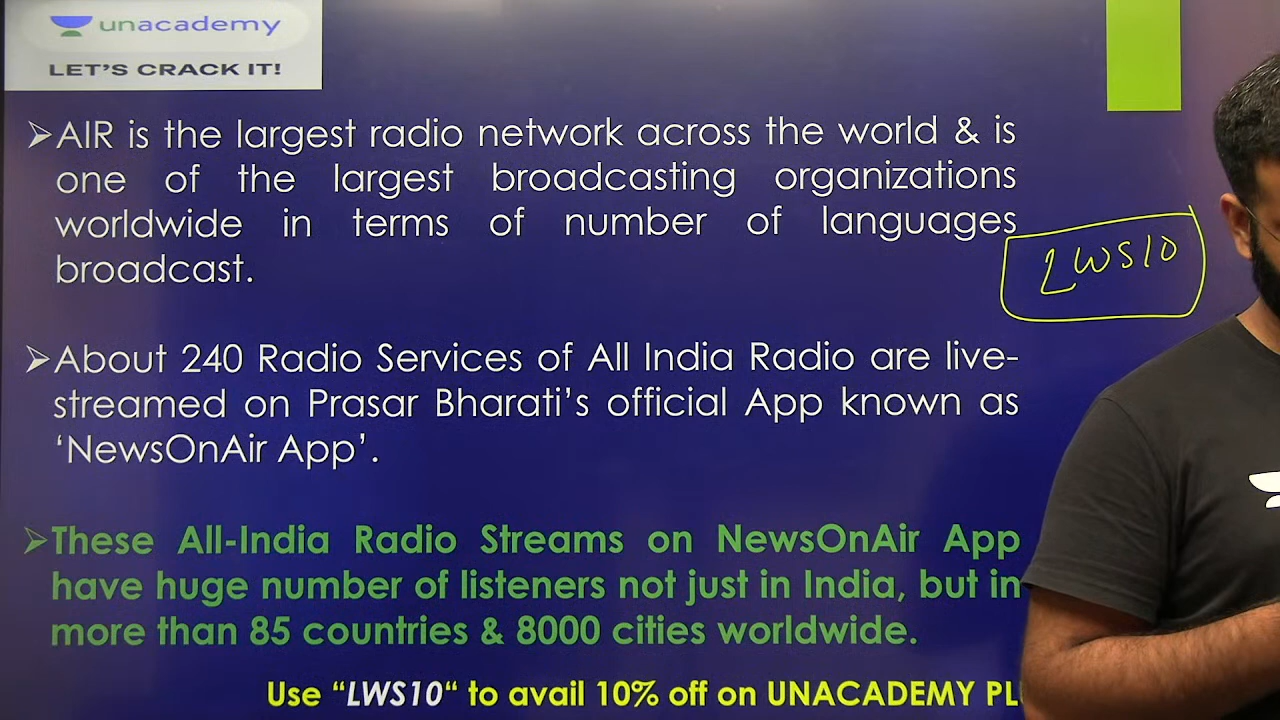 unacademy
LET'S CRACK IT!
➤AIR is the largest radio network across the world & is
one of the largest broadcasting organizations
worldwide in terms of number of languages
broadcast.
LWS10
➤About 240 Radio Services of All India Radio are live-
streamed on Prasar Bharati's official App known as
'NewsOnAir App'.
➤These All-India Radio Streams on NewsOnAir App
have huge number of listeners not just in India, but in
more than 85 countries & 8000 cities worldwide.
Use "LWS10" to avail 10% off on UNACADEMY PL